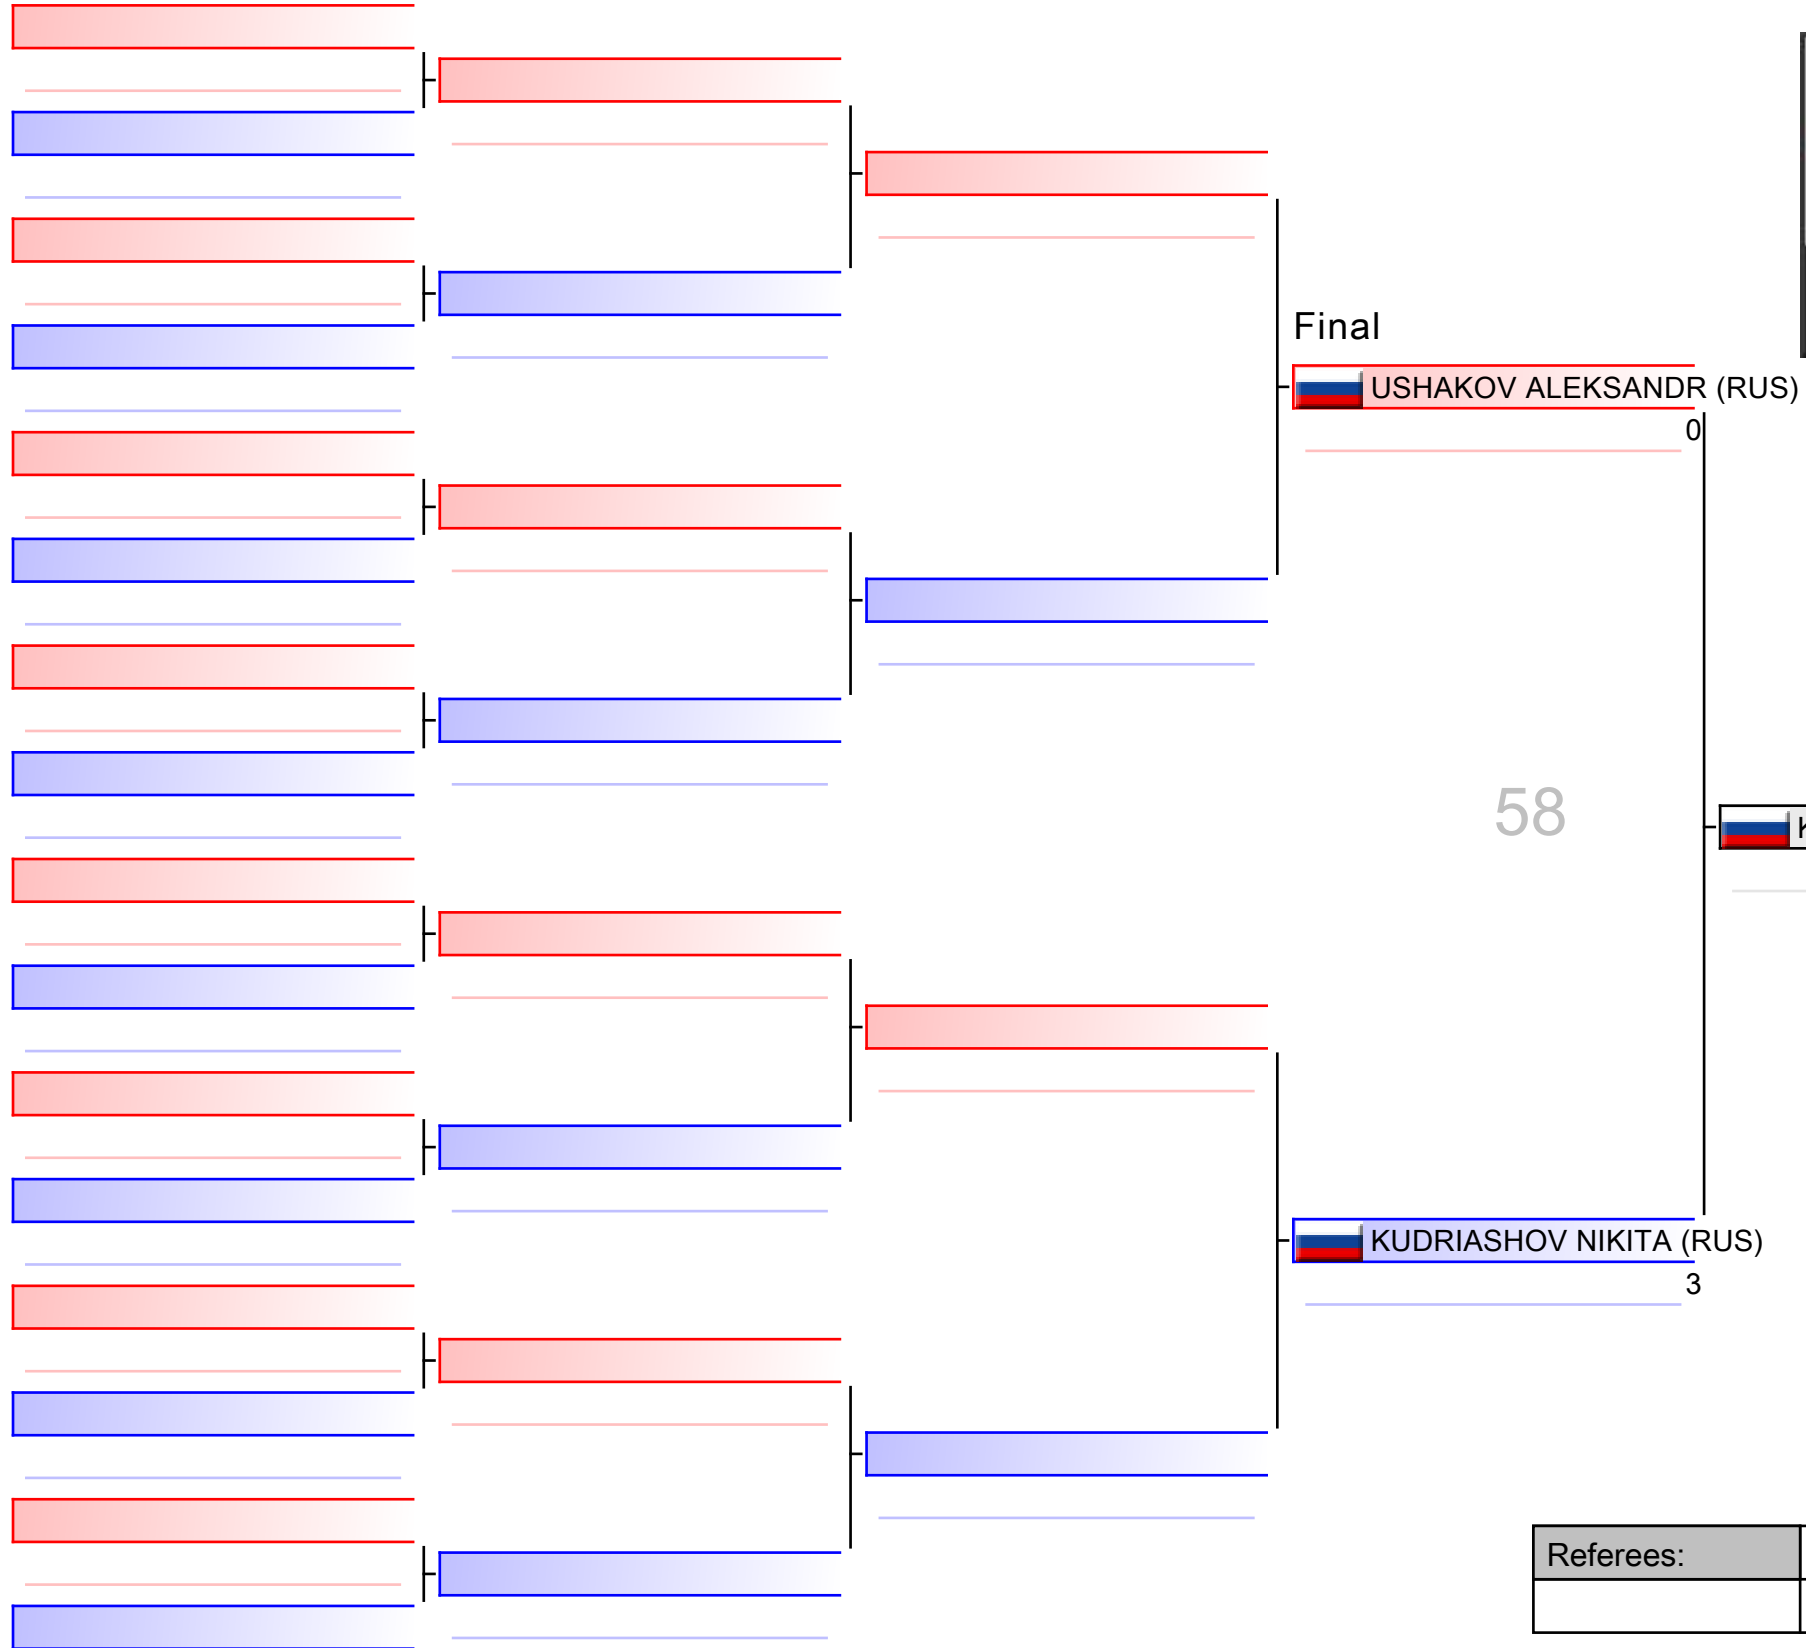 Final
USHAKOV ALEKSANDR (RUS)
0
58
K
KUDRIASHOV NIKITA (RUS)
3
Referees: